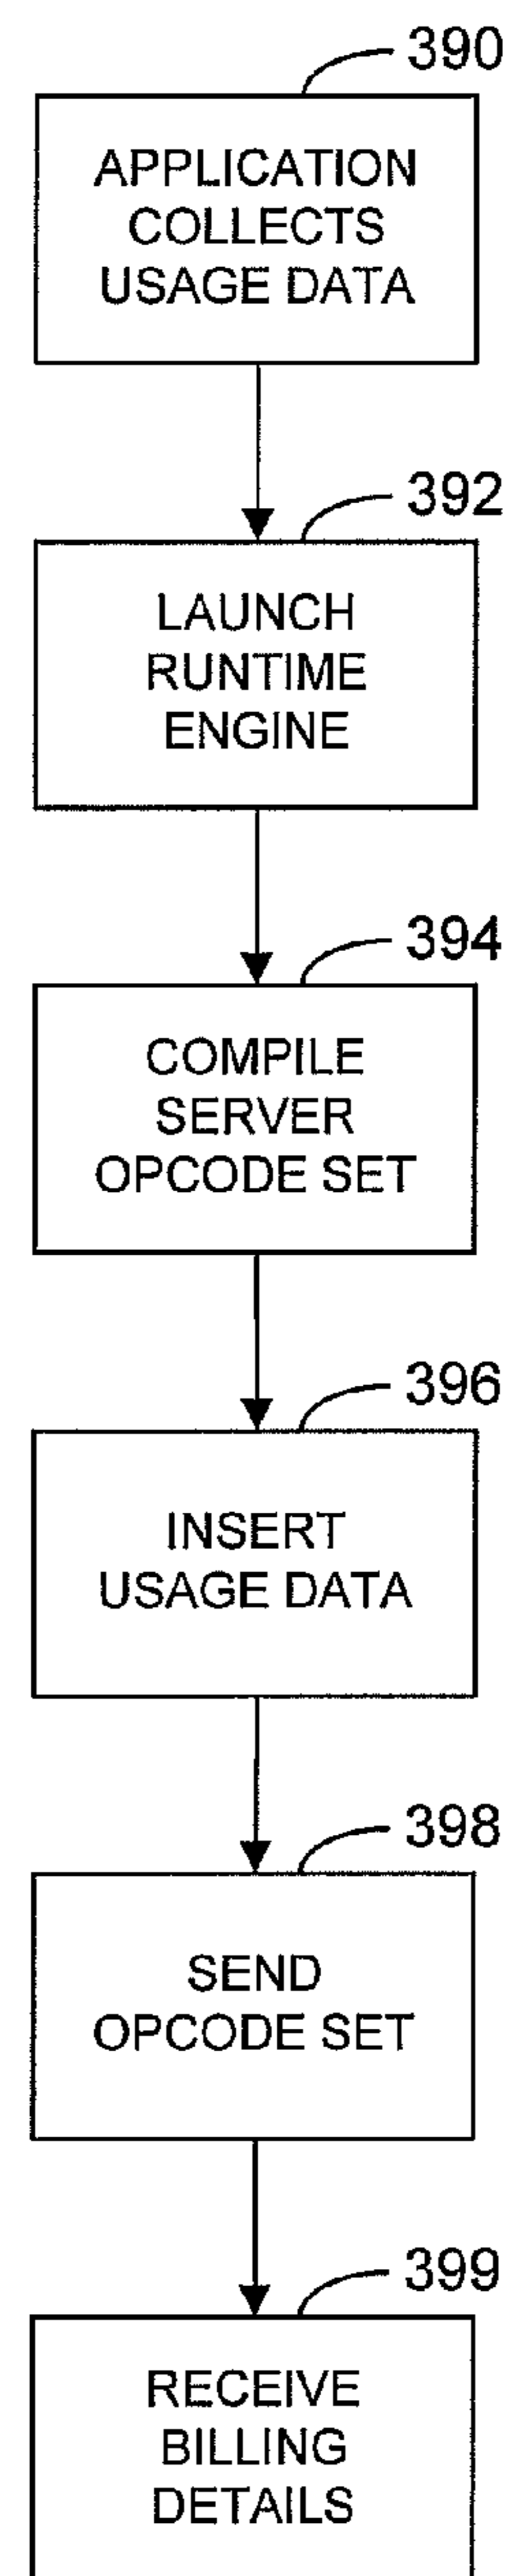 390
APPLICATION
COLLECTS
USAGE DATA
392
LAUNCH
RUNTIME
ENGINE
394
COMPILE
SERVER
OPCODE SET
396
INSERT
USAGE DATA
398
SEND
OPCODE SET
399
RECEIVE
BILLING
DETAILS